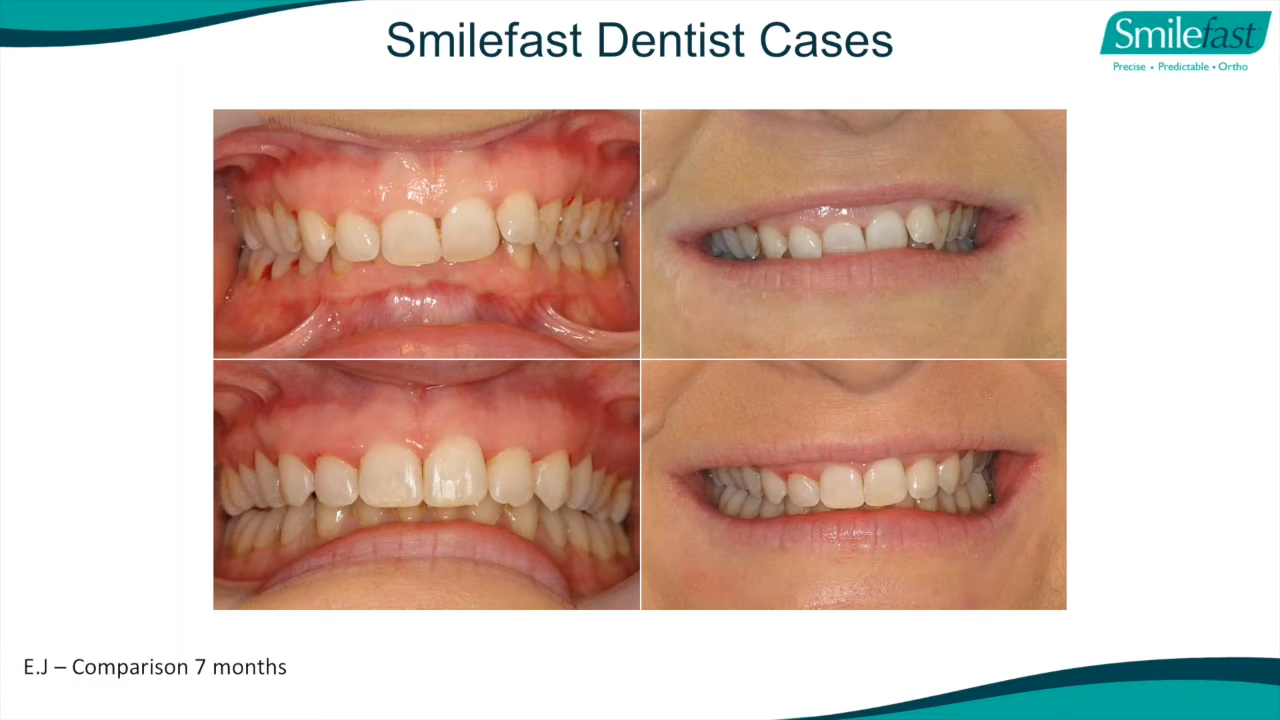 Smilefast Dentist Cases
Smilefast
Precise • Predictable • Ortho
E.J – Comparison 7 months